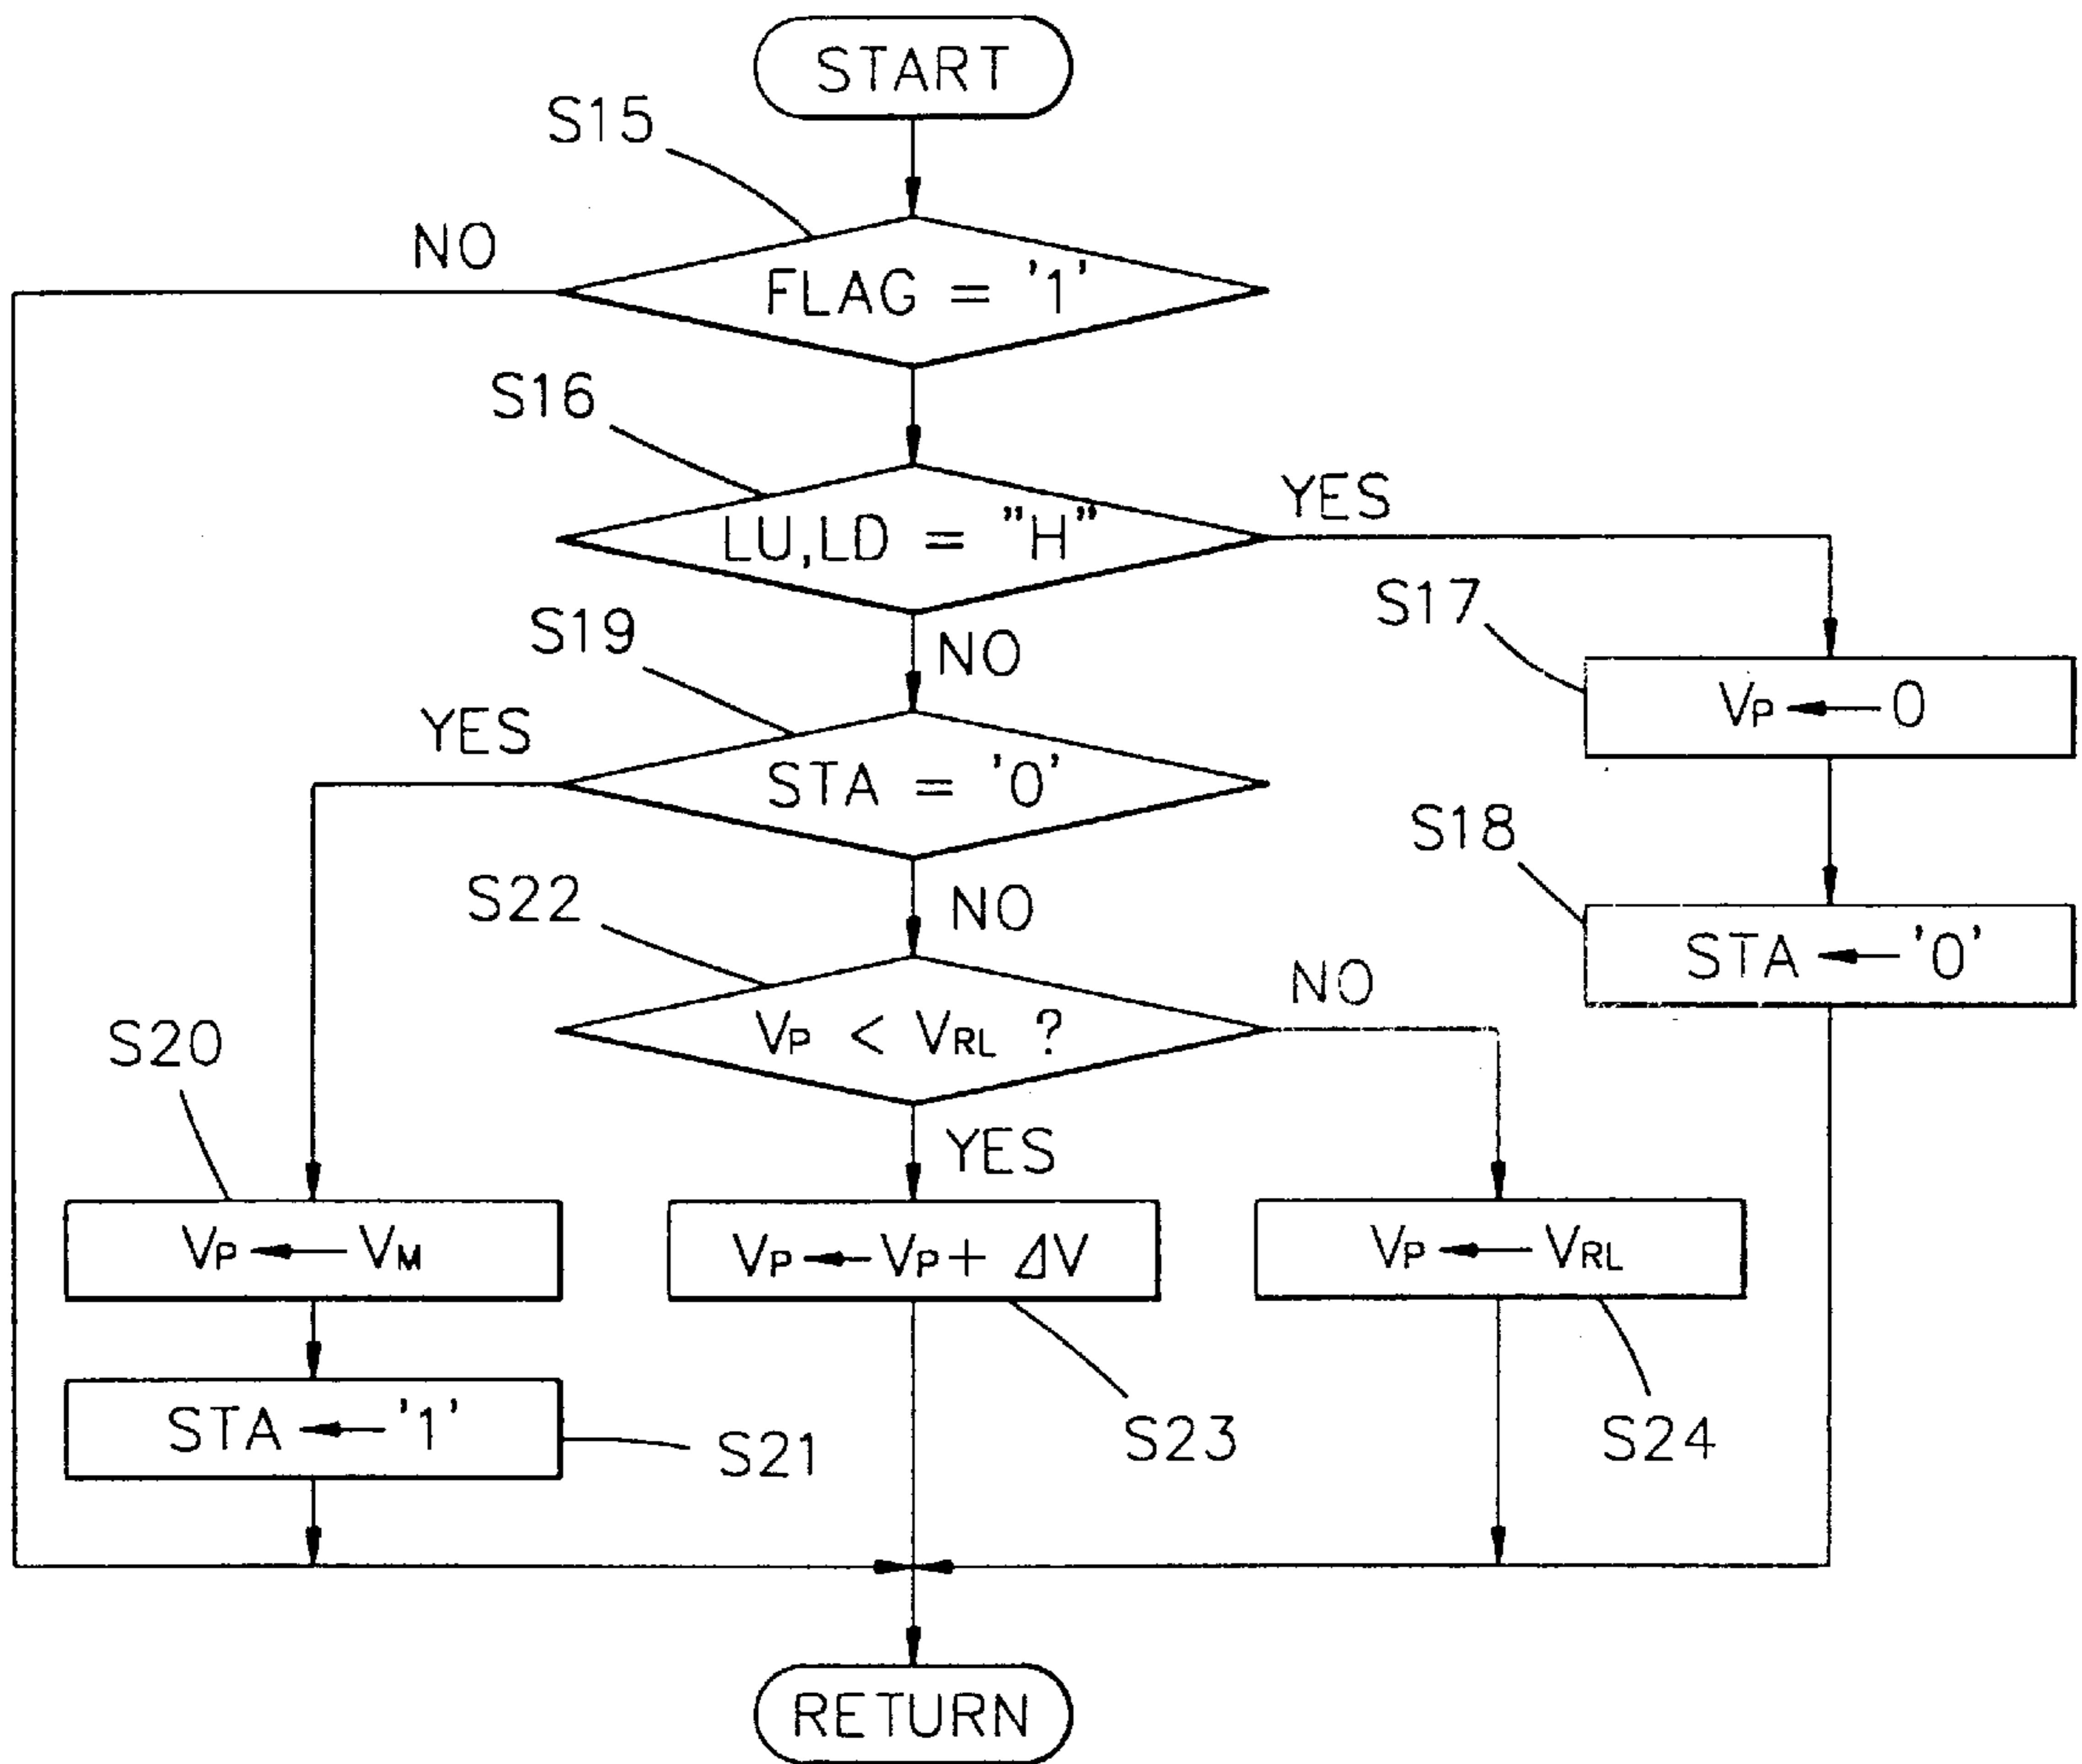 START
S15
NO
FLAG = '1'
S16
YES
LU,LD = "H"
S17
S19
NO
VP ← 0
YES
STA = '0'
S18
S22
NO
STA ← '0'
NO
VP < VRL ?
S20
YES
VP ← VM
VP ← VP + ΔV
VP ← VRL
STA ← '1'
S21
S23
S24
RETURN